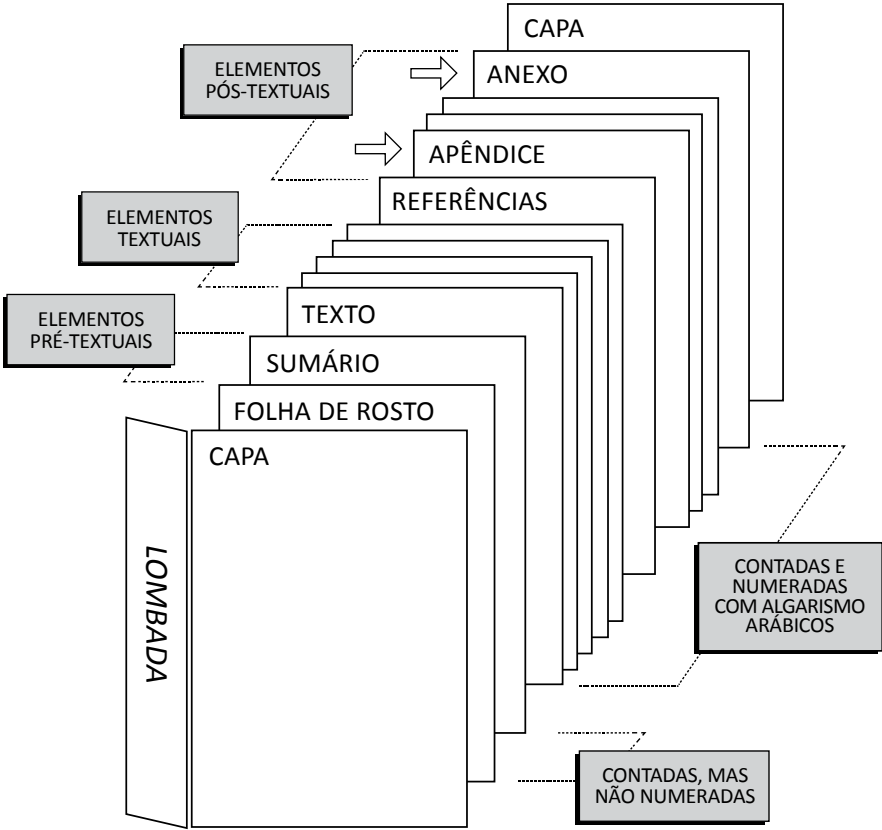 CAPA
ELEMENTOS
PÓS-TEXTUAIS
ANEXO
APÊNDICE
REFERÊNCIAS
ELEMENTOS
TEXTUAIS
TEXTO
ELEMENTOS
PRÉ-TEXTUAIS
SUMÁRIO
FOLHA DE ROSTO
CAPA
LOMBADA
CONTADAS E
NUMERADAS
COM ALGARISMO
ARÁBICOS
CONTADAS, MAS
NÃO NUMERADAS